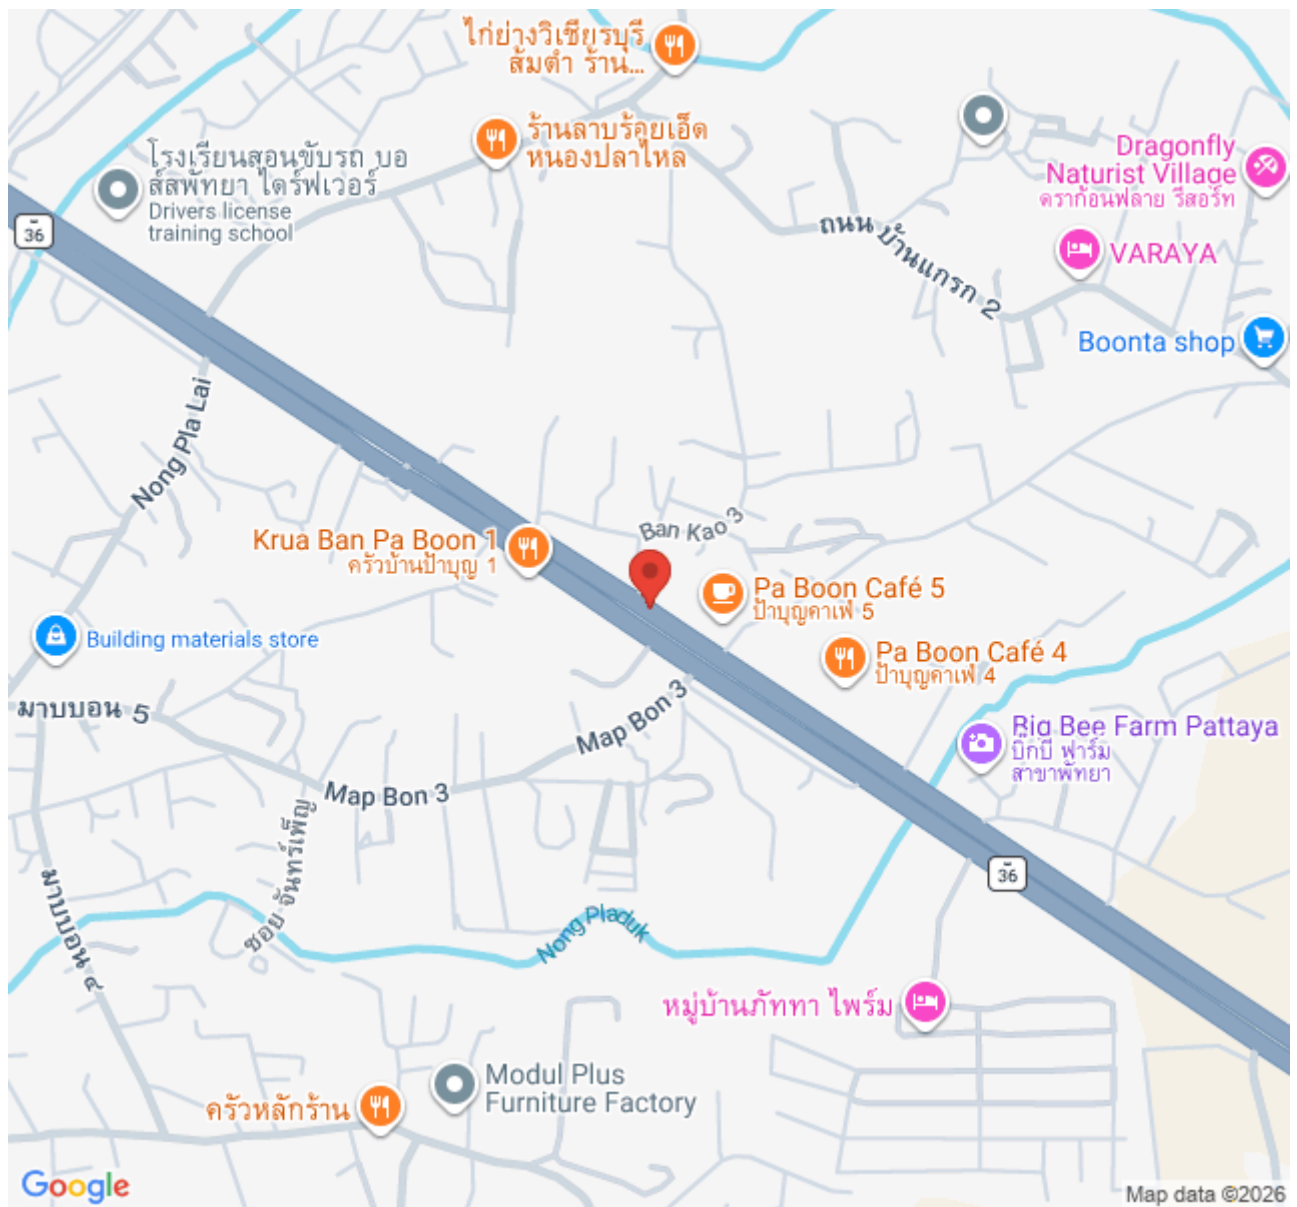 ไก่ย่างวิเชียรบุรี
ส้มตำ ร้าน...
ร้านลาบร้อยเอ็ด
หนองปลาไหล
โรงเรียนสอนขับรถ บอ
ส์สพัทยา ไดร์ฟเวอร์
Drivers license
training school
36
Dragonfly
Naturist Village
ดราก้อนฟลาย รีสอร์ท
VARAYA
ถนน บ้านแกรก 2
Boonta shop
Nong Pla Lai
Ban Kao 3
Krua Ban Pa Boon 1
ครัวบ้านป้าบุญ 1
Pa Boon Café 5
ป้าบุญคาเฟ่ 5
Building materials store
Pa Boon Café 4
ป้าบุญคาเฟ่ 4
มาบบอน 5
Map Bon 3
Big Bee Farm Pattaya
บิ๊กบี ฟาร์ม
สาขาพัทยา
Map Bon 3
ซอย จันทร์เพ็ญ
36
มาบบอน ๔
Nong Pladuk
หมู่บ้านภัททา ไพร์ม
Modul Plus
Furniture Factory
ครัวหลักร้าน
Google
Map data ©2026